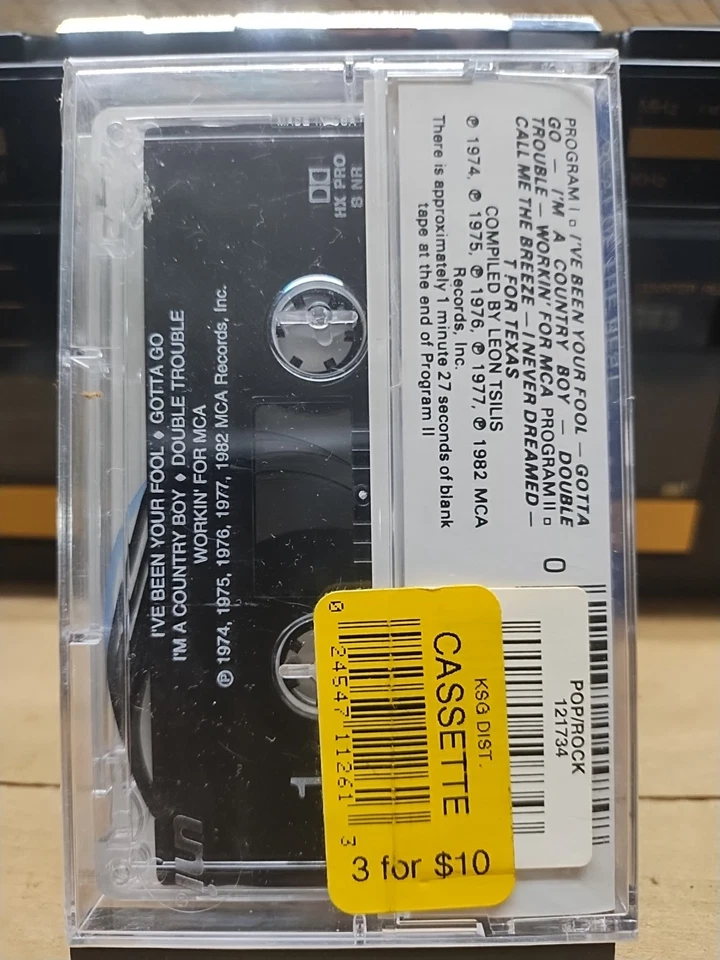 PROGRAM I □ I'VE BEEN YOUR FOOL — GOTTA
GO — I'M A COUNTRY BOY — DOUBLE
TROUBLE — WORKIN' FOR MCA PROGRAM II □
CALL ME THE BREEZE — I NEVER DREAMED —
T FOR TEXAS
COMPILED BY LEON TSILIS
℗ 1974, ℗ 1975, ℗ 1976, ℗ 1977, ℗ 1982 MCA
Records, Inc.
There is approximately 1 minute 27 seconds of blank
tape at the end of Program II
0
POP/ROCK
121734
KSG DIST.
CASSETTE
0 24547 11261 3
3 for $10
HX PRO
B NR
I'VE BEEN YOUR FOOL ♦ GOTTA GO
I'M A COUNTRY BOY ♦ DOUBLE TROUBLE
WORKIN' FOR MCA
℗ 1974, 1975, 1976, 1977, 1982 MCA Records, Inc.
1
MHz